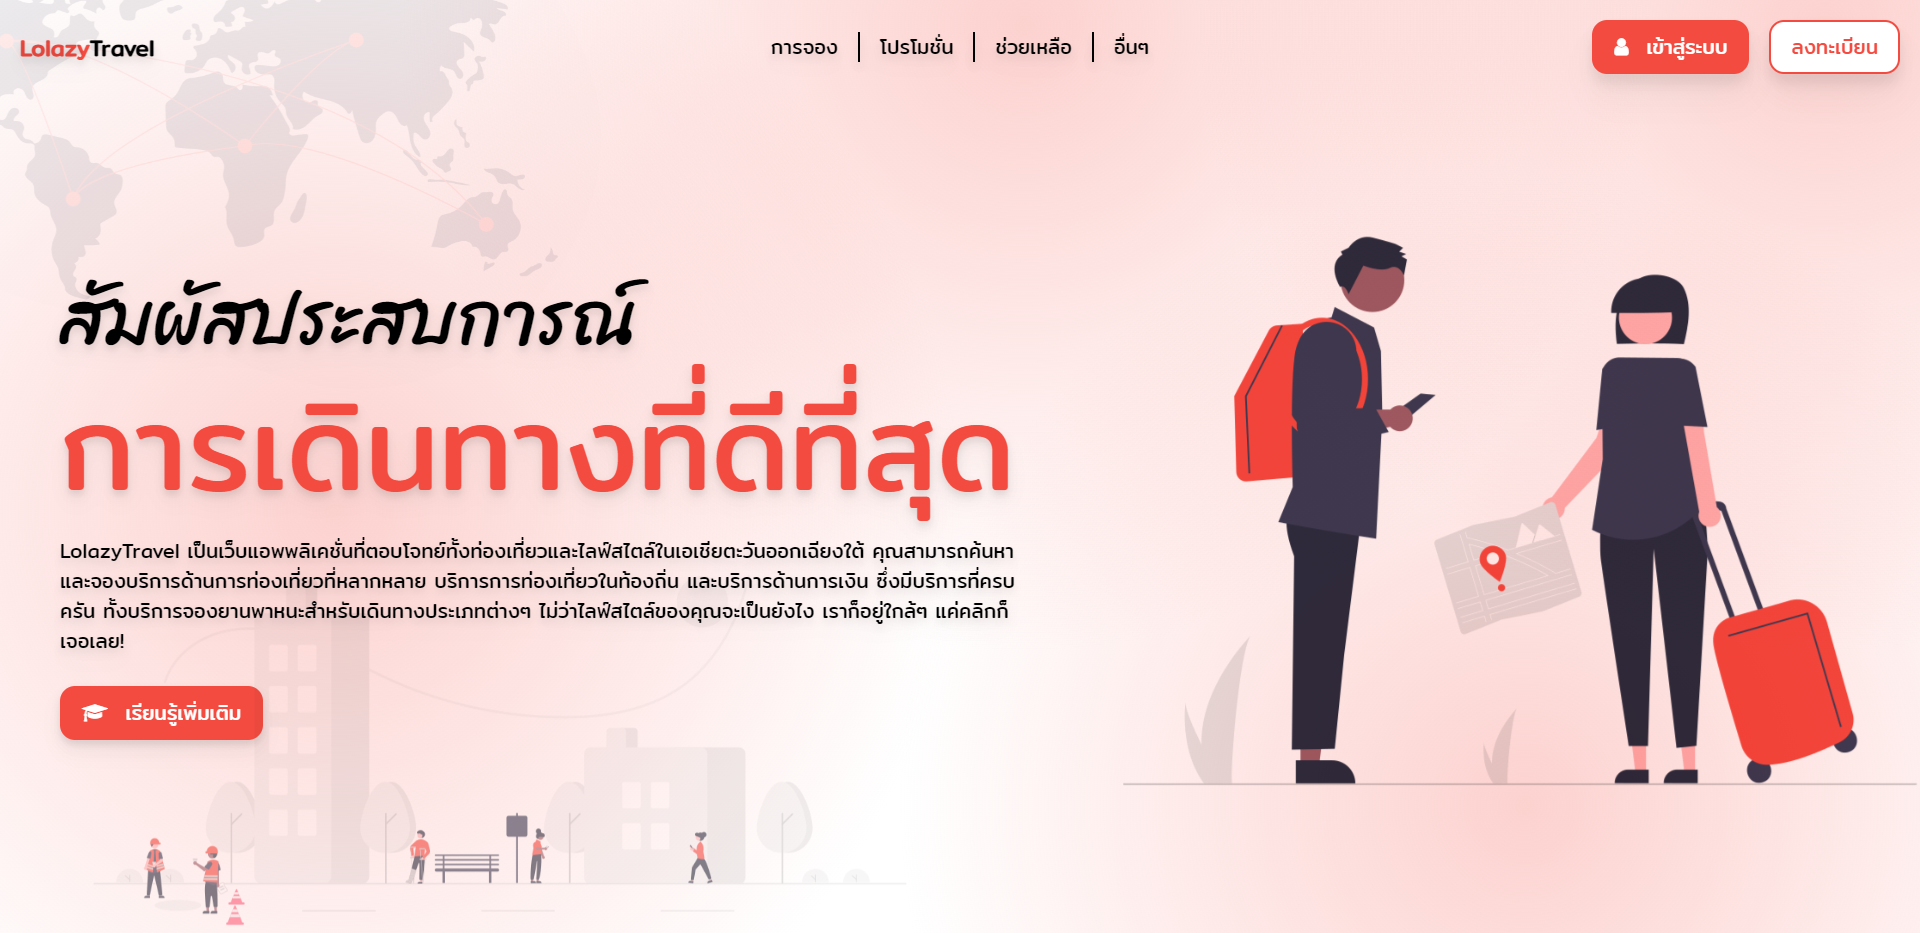 LolazyTravel
การจอง
โปรโมชั่น
ช่วยเหลือ
อื่นๆ
เข้าสู่ระบบ
ลงทะเบียน
สัมผัสประสบการณ์
การเดินทางที่ดีที่สุด
LolazyTravel เป็นเว็บแอพพลิเคชั่นที่ตอบโจทย์ทั้งท่องเที่ยวและไลฟ์สไตล์ในเอเชียตะวันออกเฉียงใต้ คุณสามารถค้นหา
และจองบริการด้านการท่องเที่ยวที่หลากหลาย บริการการท่องเที่ยวในท้องถิ่น และบริการด้านการเงิน ซึ่งมีบริการที่ครบ
ครัน ทั้งบริการจองยานพาหนะสำหรับเดินทางประเภทต่างๆ ไม่ว่าไลฟ์สไตล์ของคุณจะเป็นยังไง เราก็อยู่ใกล้ๆ แค่คลิกก็
เจอเลย!
เรียนรู้เพิ่มเติม